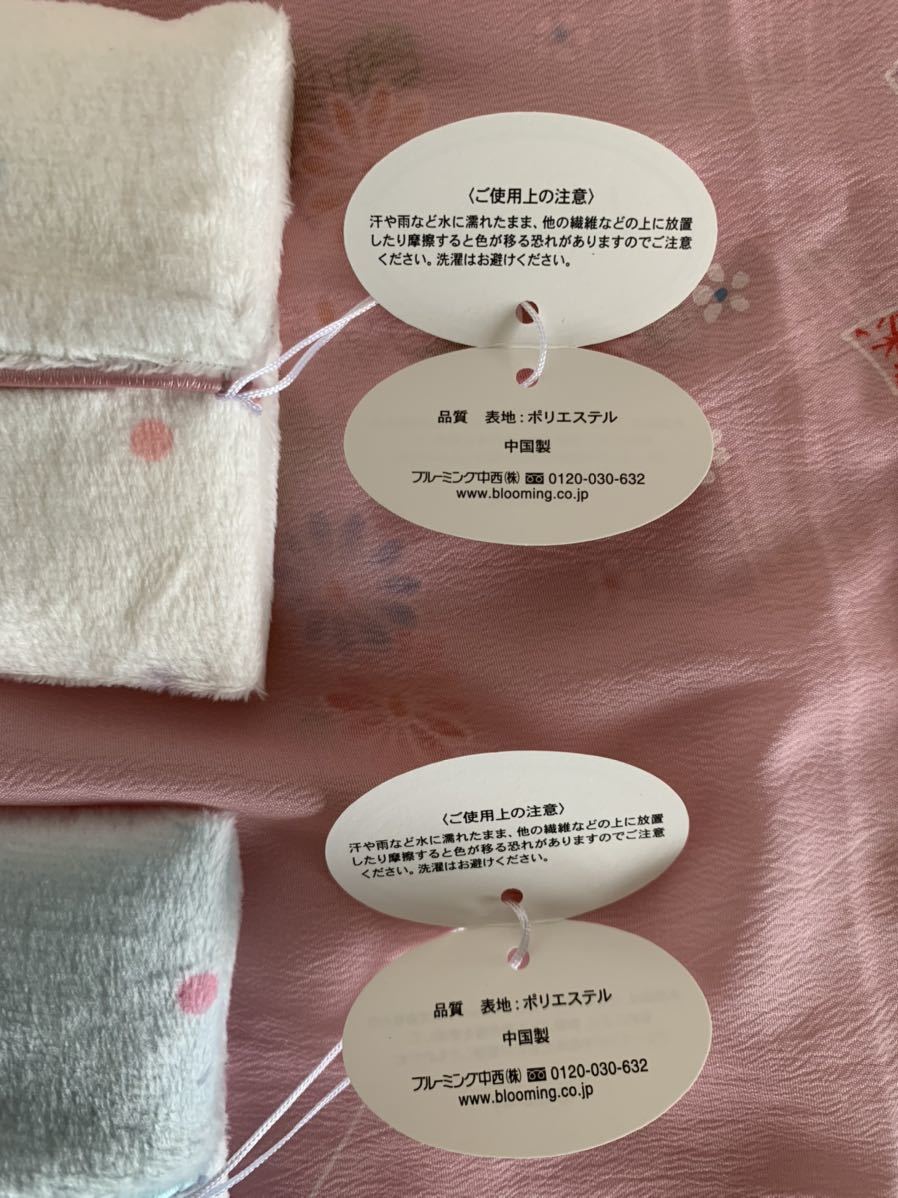 〈ご使用上の注意〉
汗や雨など水に濡れたまま、他の繊維などの上に放置
したり摩擦すると色が移る恐れがありますのでご注意
ください。洗濯はお避けください。
品質 表地:ポリエステル
中国製
ブルーミング中西(株) 0120-030-632
www.blooming.co.jp
〈ご使用上の注意〉
汗や雨など水に濡れたまま、他の繊維などの上に放置
したり摩擦すると色が移る恐れがありますのでご注意
ください。洗濯はお避けください。
品質 表地:ポリエステル
中国製
ブルーミング中西(株) 0120-030-632
www.blooming.co.jp